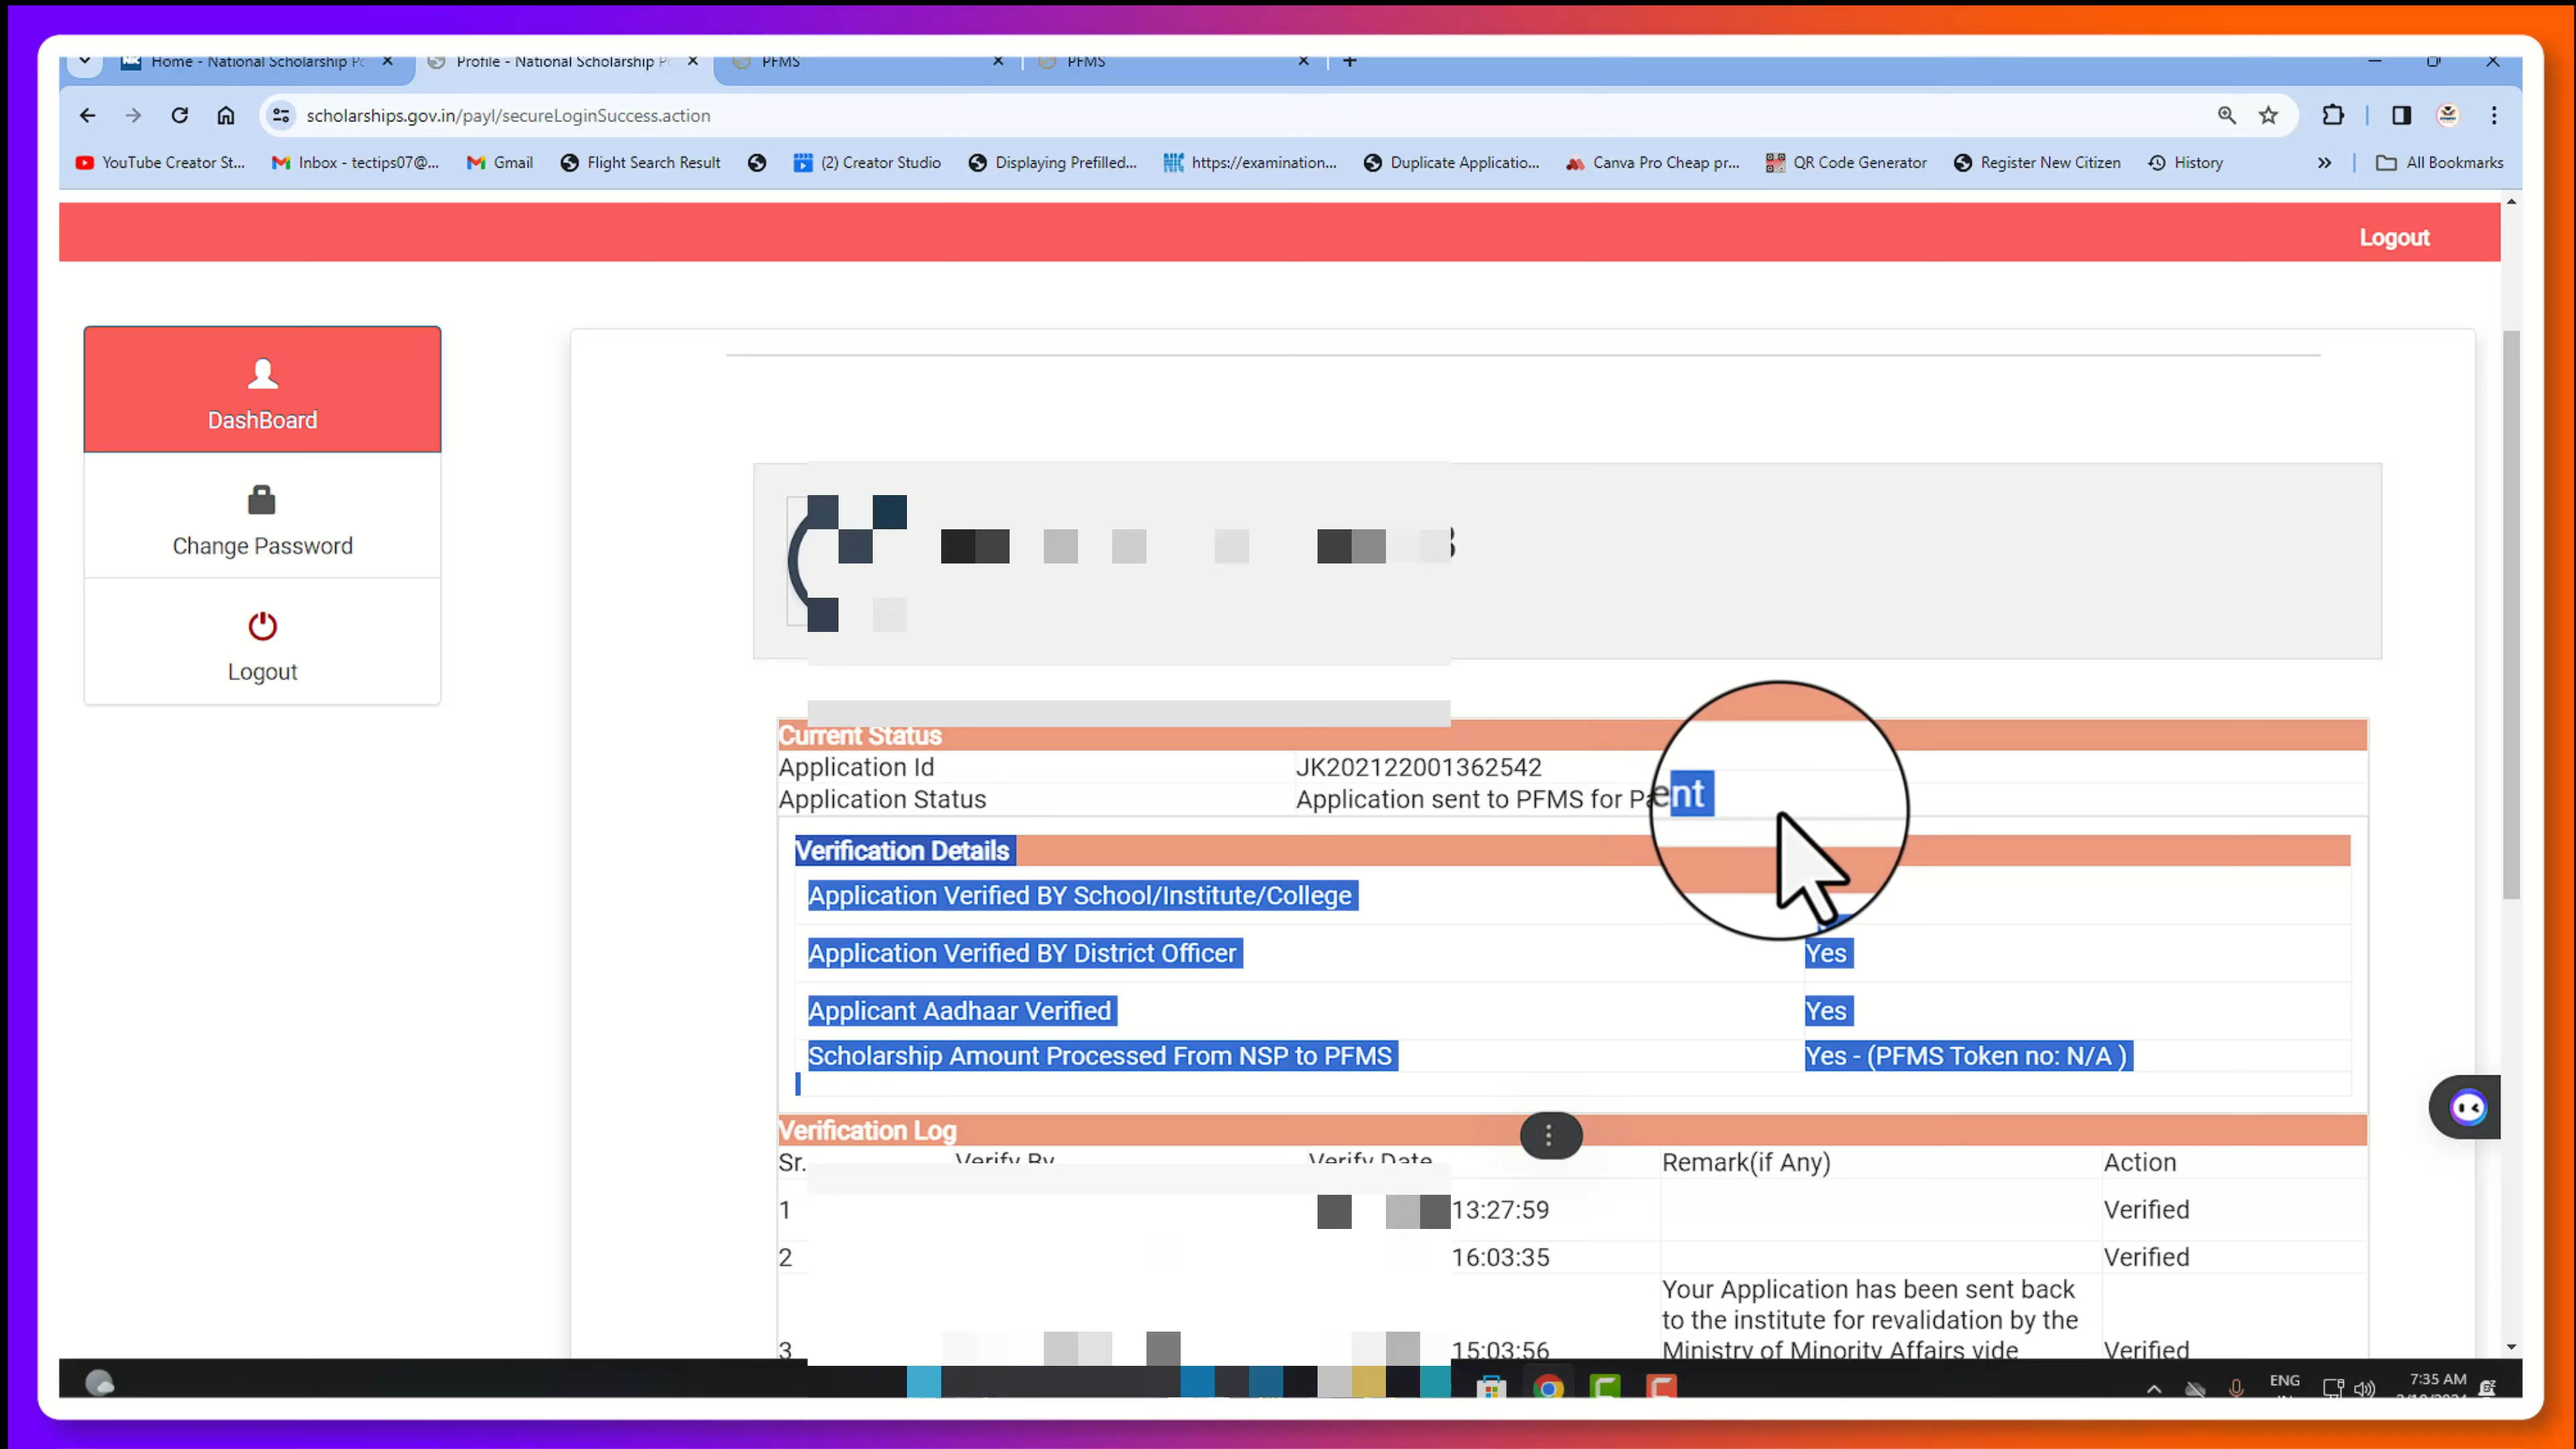 Home - National Scholarship Po
Profile - National Scholarship Po
PFMS
PFMS
scholarships.gov.in/payl/secureLoginSuccess.action
YouTube Creator St...
Inbox - tectips07@...
Gmail
Flight Search Result
(2) Creator Studio
Displaying Prefilled...
https://examination...
Duplicate Applicatio...
Canva Pro Cheap pr...
QR Code Generator
Register New Citizen
History
All Bookmarks
Logout
DashBoard
Change Password
Logout
Current Status
Application Id JK202122001362542
Application Status Application sent to PFMS for Pa ent
Verification Details
Application Verified BY School/Institute/College
Application Verified BY District Officer Yes
Applicant Aadhaar Verified Yes
Scholarship Amount Processed From NSP to PFMS Yes - (PFMS Token no: N/A )
Verification Log
Sr. Verify By Verify Date Remark(if Any) Action
1 13:27:59 Verified
2 16:03:35 Verified
Your Application has been sent back
to the institute for revalidation by the
3 15:03:56 Ministry of Minority Affairs vide Verified
ENG
7:35 AM